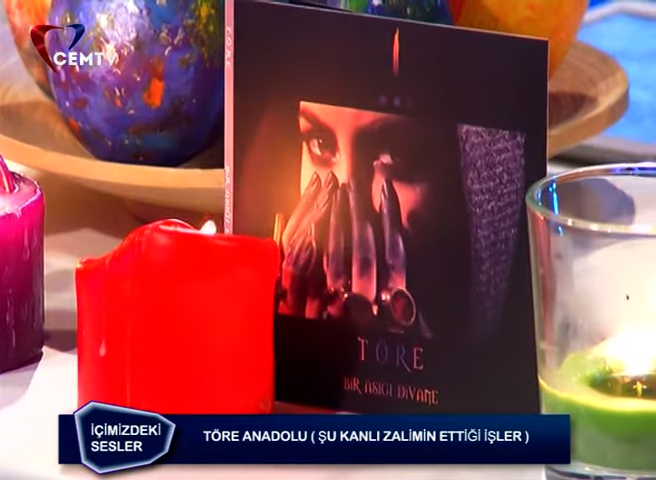 CEMTV
TÖRE
TÖRE
BİR AŞIĞI DİVANE
İÇİMİZDEKİ
SESLER
TÖRE ANADOLU ( ŞU KANLI ZALİMİN ETTİĞİ İŞLER )